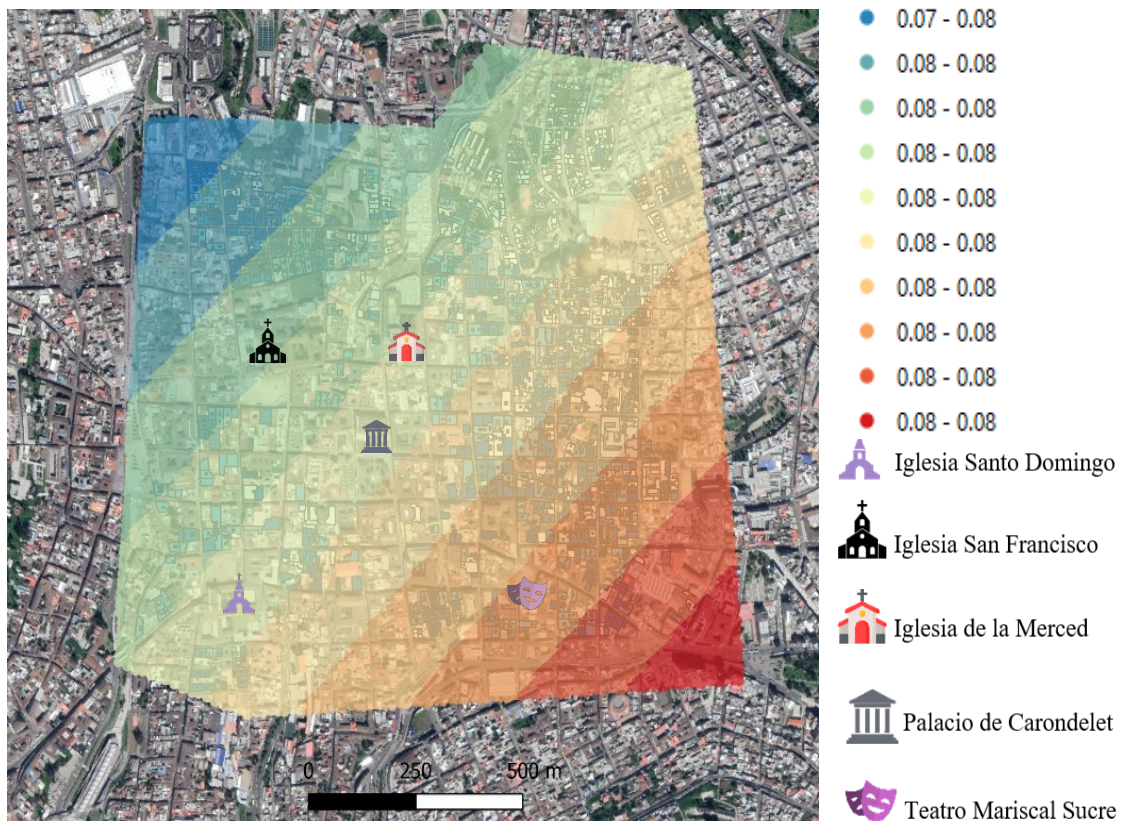 0.07 - 0.08
0.08 - 0.08
0.08 - 0.08
0.08 - 0.08
0.08 - 0.08
0.08 - 0.08
0.08 - 0.08
0.08 - 0.08
0.08 - 0.08
0.08 - 0.08
Iglesia Santo Domingo
Iglesia San Francisco
Iglesia de la Merced
Palacio de Carondelet
Teatro Mariscal Sucre
0 250 500 m